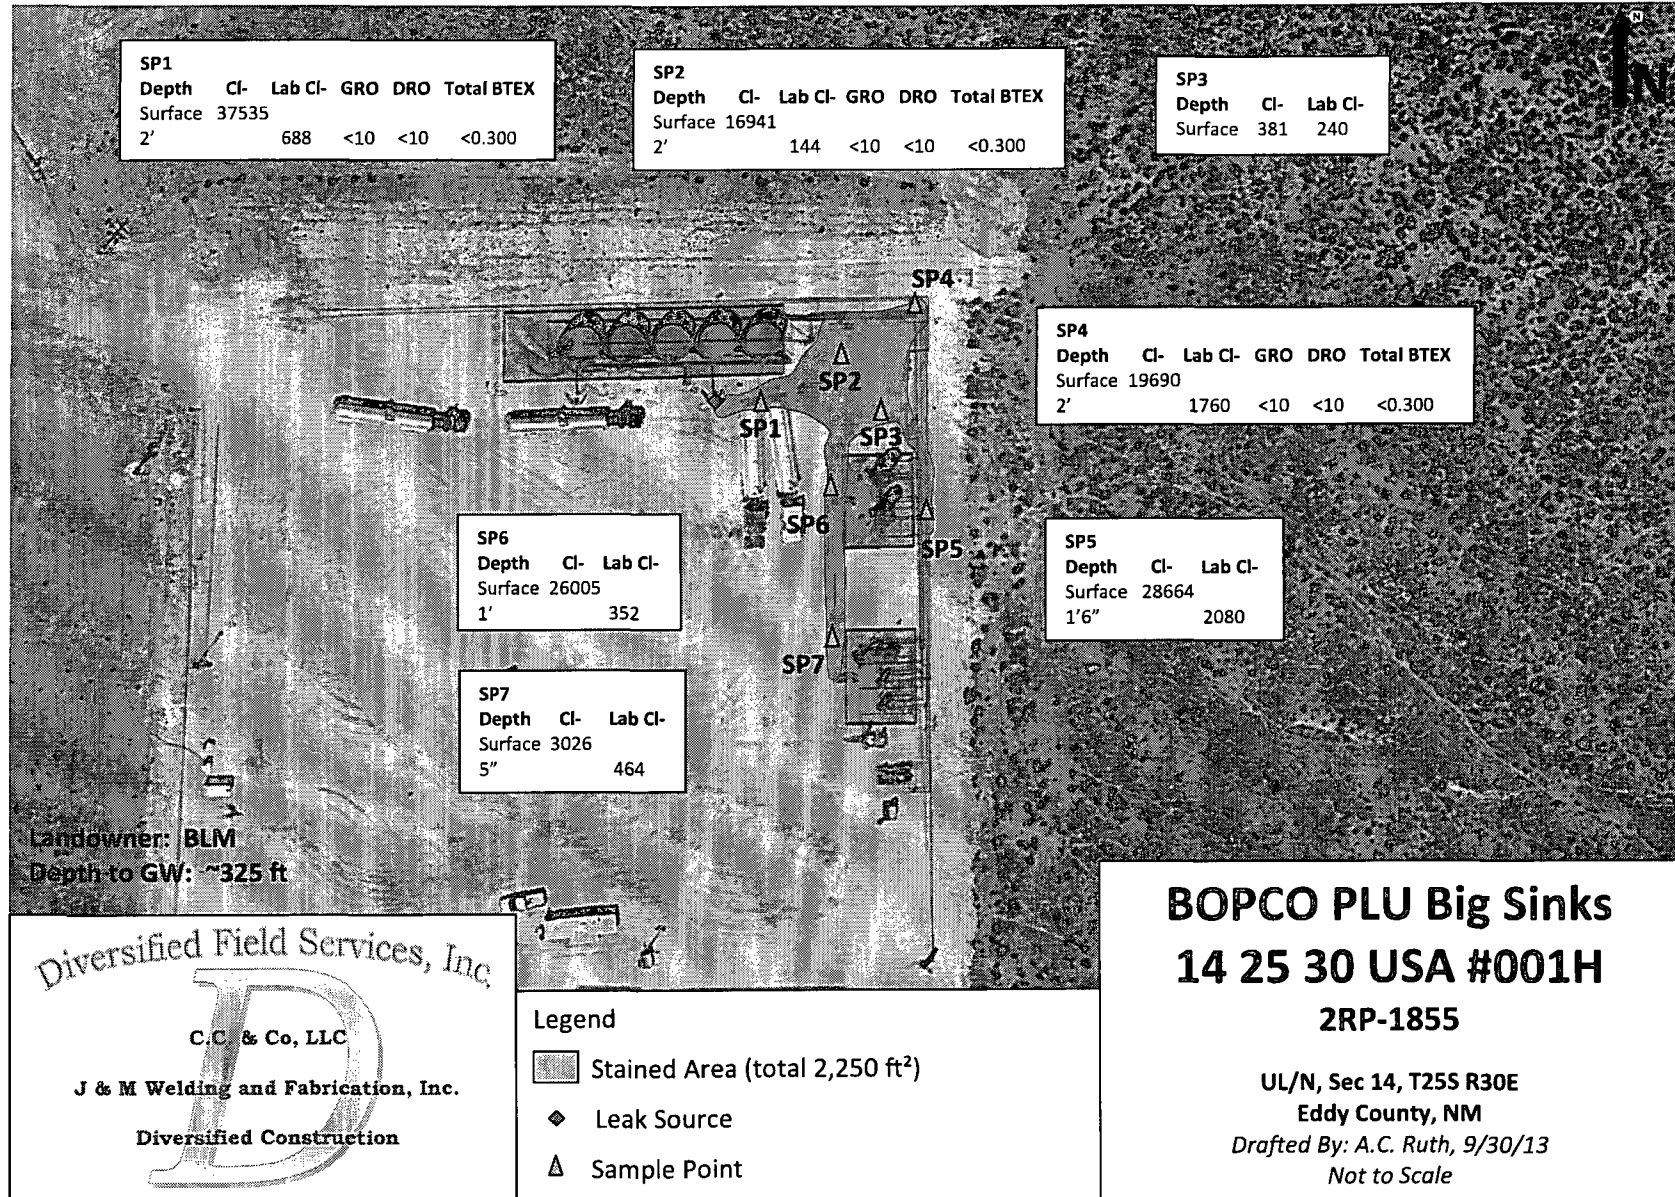 N
N
SP1
Depth Cl- Lab Cl- GRO DRO Total BTEX
Surface 37535
2' 688 <10 <10 <0.300
SP2
Depth Cl- Lab Cl- GRO DRO Total BTEX
Surface 16941
2' 144 <10 <10 <0.300
SP3
Depth Cl- Lab Cl-
Surface 381 240
SP4
SP2
SP1
SP3
SP6
SP5
SP7
SP4
Depth Cl- Lab Cl- GRO DRO Total BTEX
Surface 19690
2' 1760 <10 <10 <0.300
SP6
Depth Cl- Lab Cl-
Surface 26005
1' 352
SP5
Depth Cl- Lab Cl-
Surface 28664
1'6" 2080
SP7
Depth Cl- Lab Cl-
Surface 3026
5" 464
Landowner: BLM
Depth to GW: ~325 ft
Diversified Field Services, Inc
D
C.C. & Co, LLC
J & M Welding and Fabrication, Inc.
Diversified Construction
Legend
Stained Area (total 2,250 ft²)
Leak Source
Sample Point
BOPCO PLU Big Sinks
14 25 30 USA #001H
2RP-1855
UL/N, Sec 14, T25S R30E
Eddy County, NM
Drafted By: A.C. Ruth, 9/30/13
Not to Scale